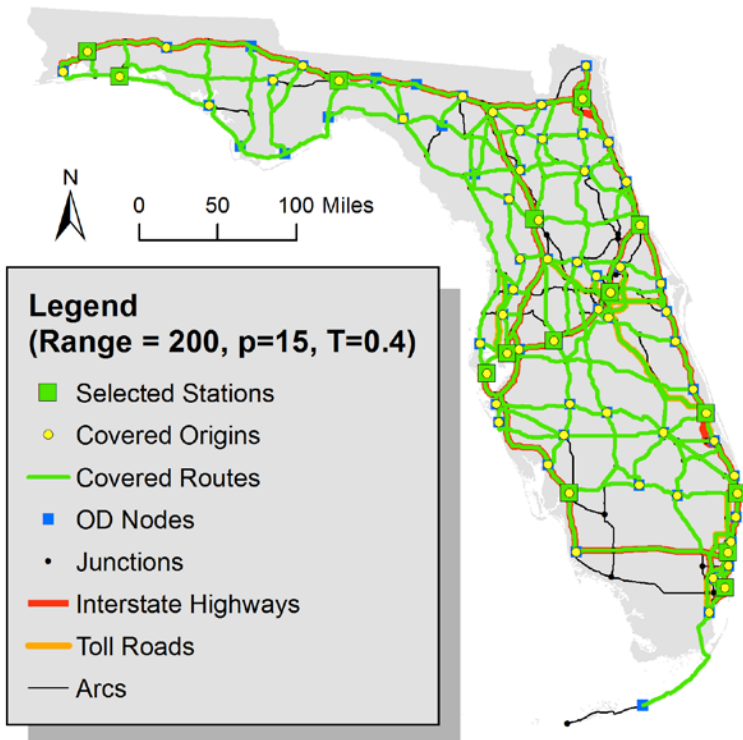 N
0 50 100 Miles
Legend
(Range = 200, p=15, T=0.4)
Selected Stations
Covered Origins
Covered Routes
OD Nodes
Junctions
Interstate Highways
Toll Roads
Arcs